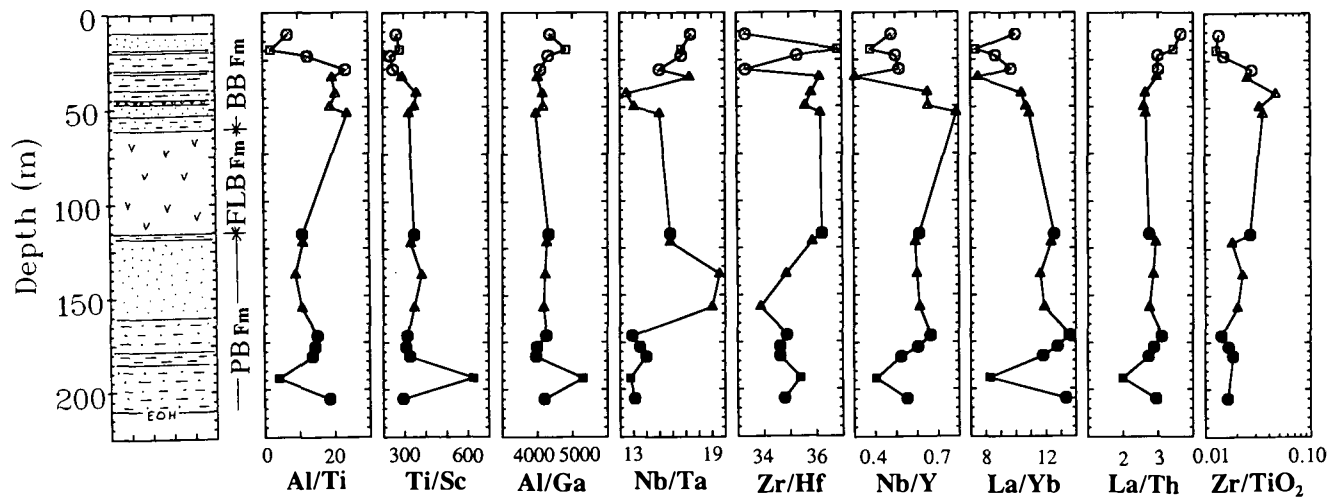 Depth (m)
0
50
100
150
200
EOH
PB Fm
FLB Fm
BB Fm
0 10 20
300 600
4000 5000
13 19
34 36
0.4 0.7
8 12
2 3
0.01 0.10
Al/Ti
Ti/Sc
Al/Ga
Nb/Ta
Zr/Hf
Nb/Y
La/Yb
La/Th
Zr/TiO₂